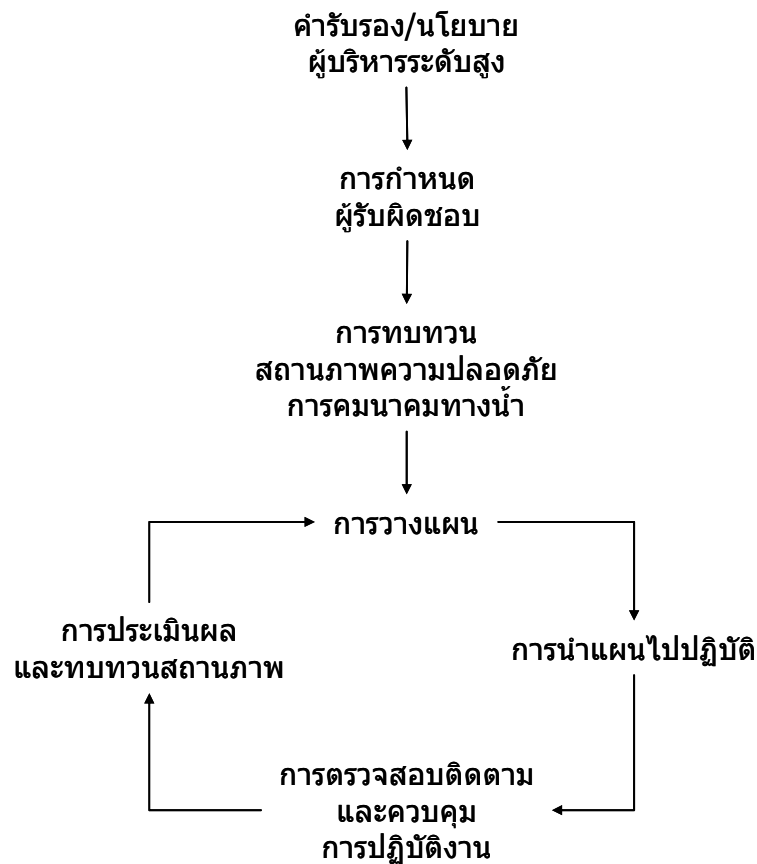 คำรับรอง/นโยบาย
ผู้บริหารระดับสูง
การกำหนด
ผู้รับผิดชอบ
การทบทวน
สถานภาพความปลอดภัย
การคมนาคมทางน้ำ
การวางแผน
การนำแผนไปปฏิบัติ
การตรวจสอบติดตาม
และควบคุม
การปฏิบัติงาน
การประเมินผล
และทบทวนสถานภาพ